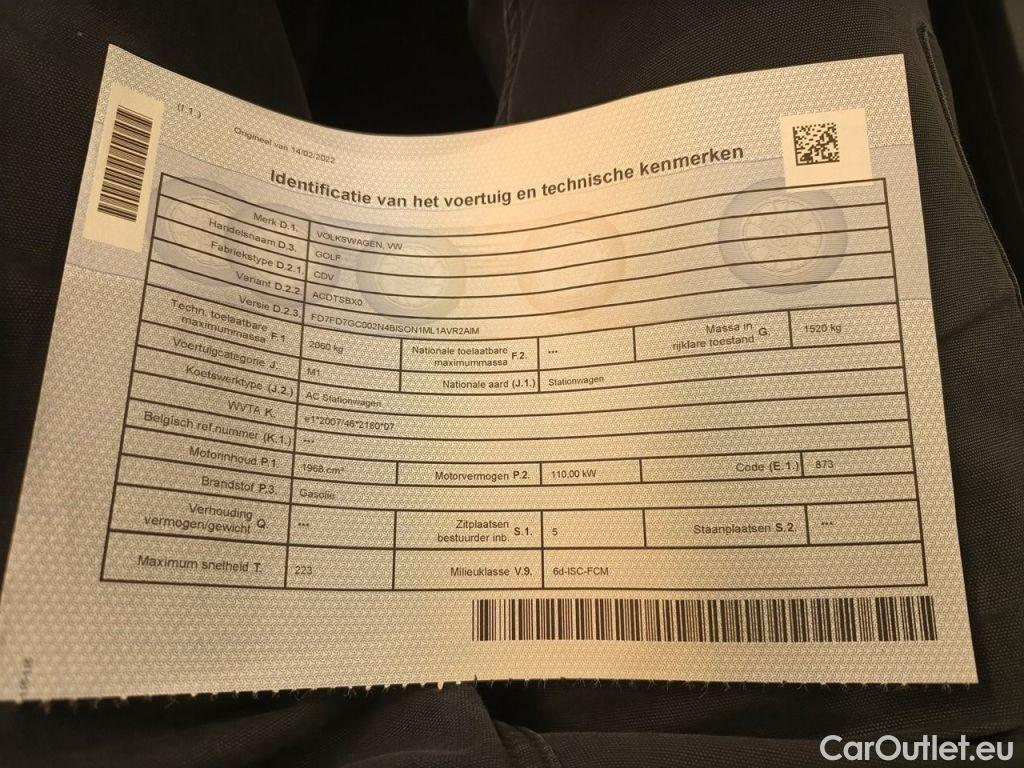 (I.1.)
Origineel van 14/02/2022
Identificatie van het voertuig en technische kenmerken
Merk D.1. VOLKSWAGEN, VW
Handelsnaam D.3. GOLF
Fabriekstype D.2.1. CDV
Variant D.2.2. ACDTSBX0
Versie D.2.3. FD7FD7GC002N4BISON1ML1AVR2AIM
Techn. toelaatbare maximummassa F.1 2060 kg Nationale toelaatbare maximummassa F.2. --- Massa in rijklare toestand G. 1520 kg
Voertuigcategorie J. M1 Nationale aard (J.1.) Stationwagen
Koetswerktype (J.2.) AC Stationwagen
WVTA K. e1*2007/46*2180*07
Belgisch ref.nummer (K.1.) ---
Motorinhoud P.1. 1968 cm³ Motorvermogen P.2. 110,00 kW Code (E.1.) 873
Brandstof P.3. Gasolie
Verhouding vermogen/gewicht Q. --- Zitplaatsen bestuurder inb. S.1. 5 Staanplaatsen S.2. ---
Maximum snelheid T. 223 Milieuklasse V.9. 6d-ISC-FCM
CarOutlet.eu